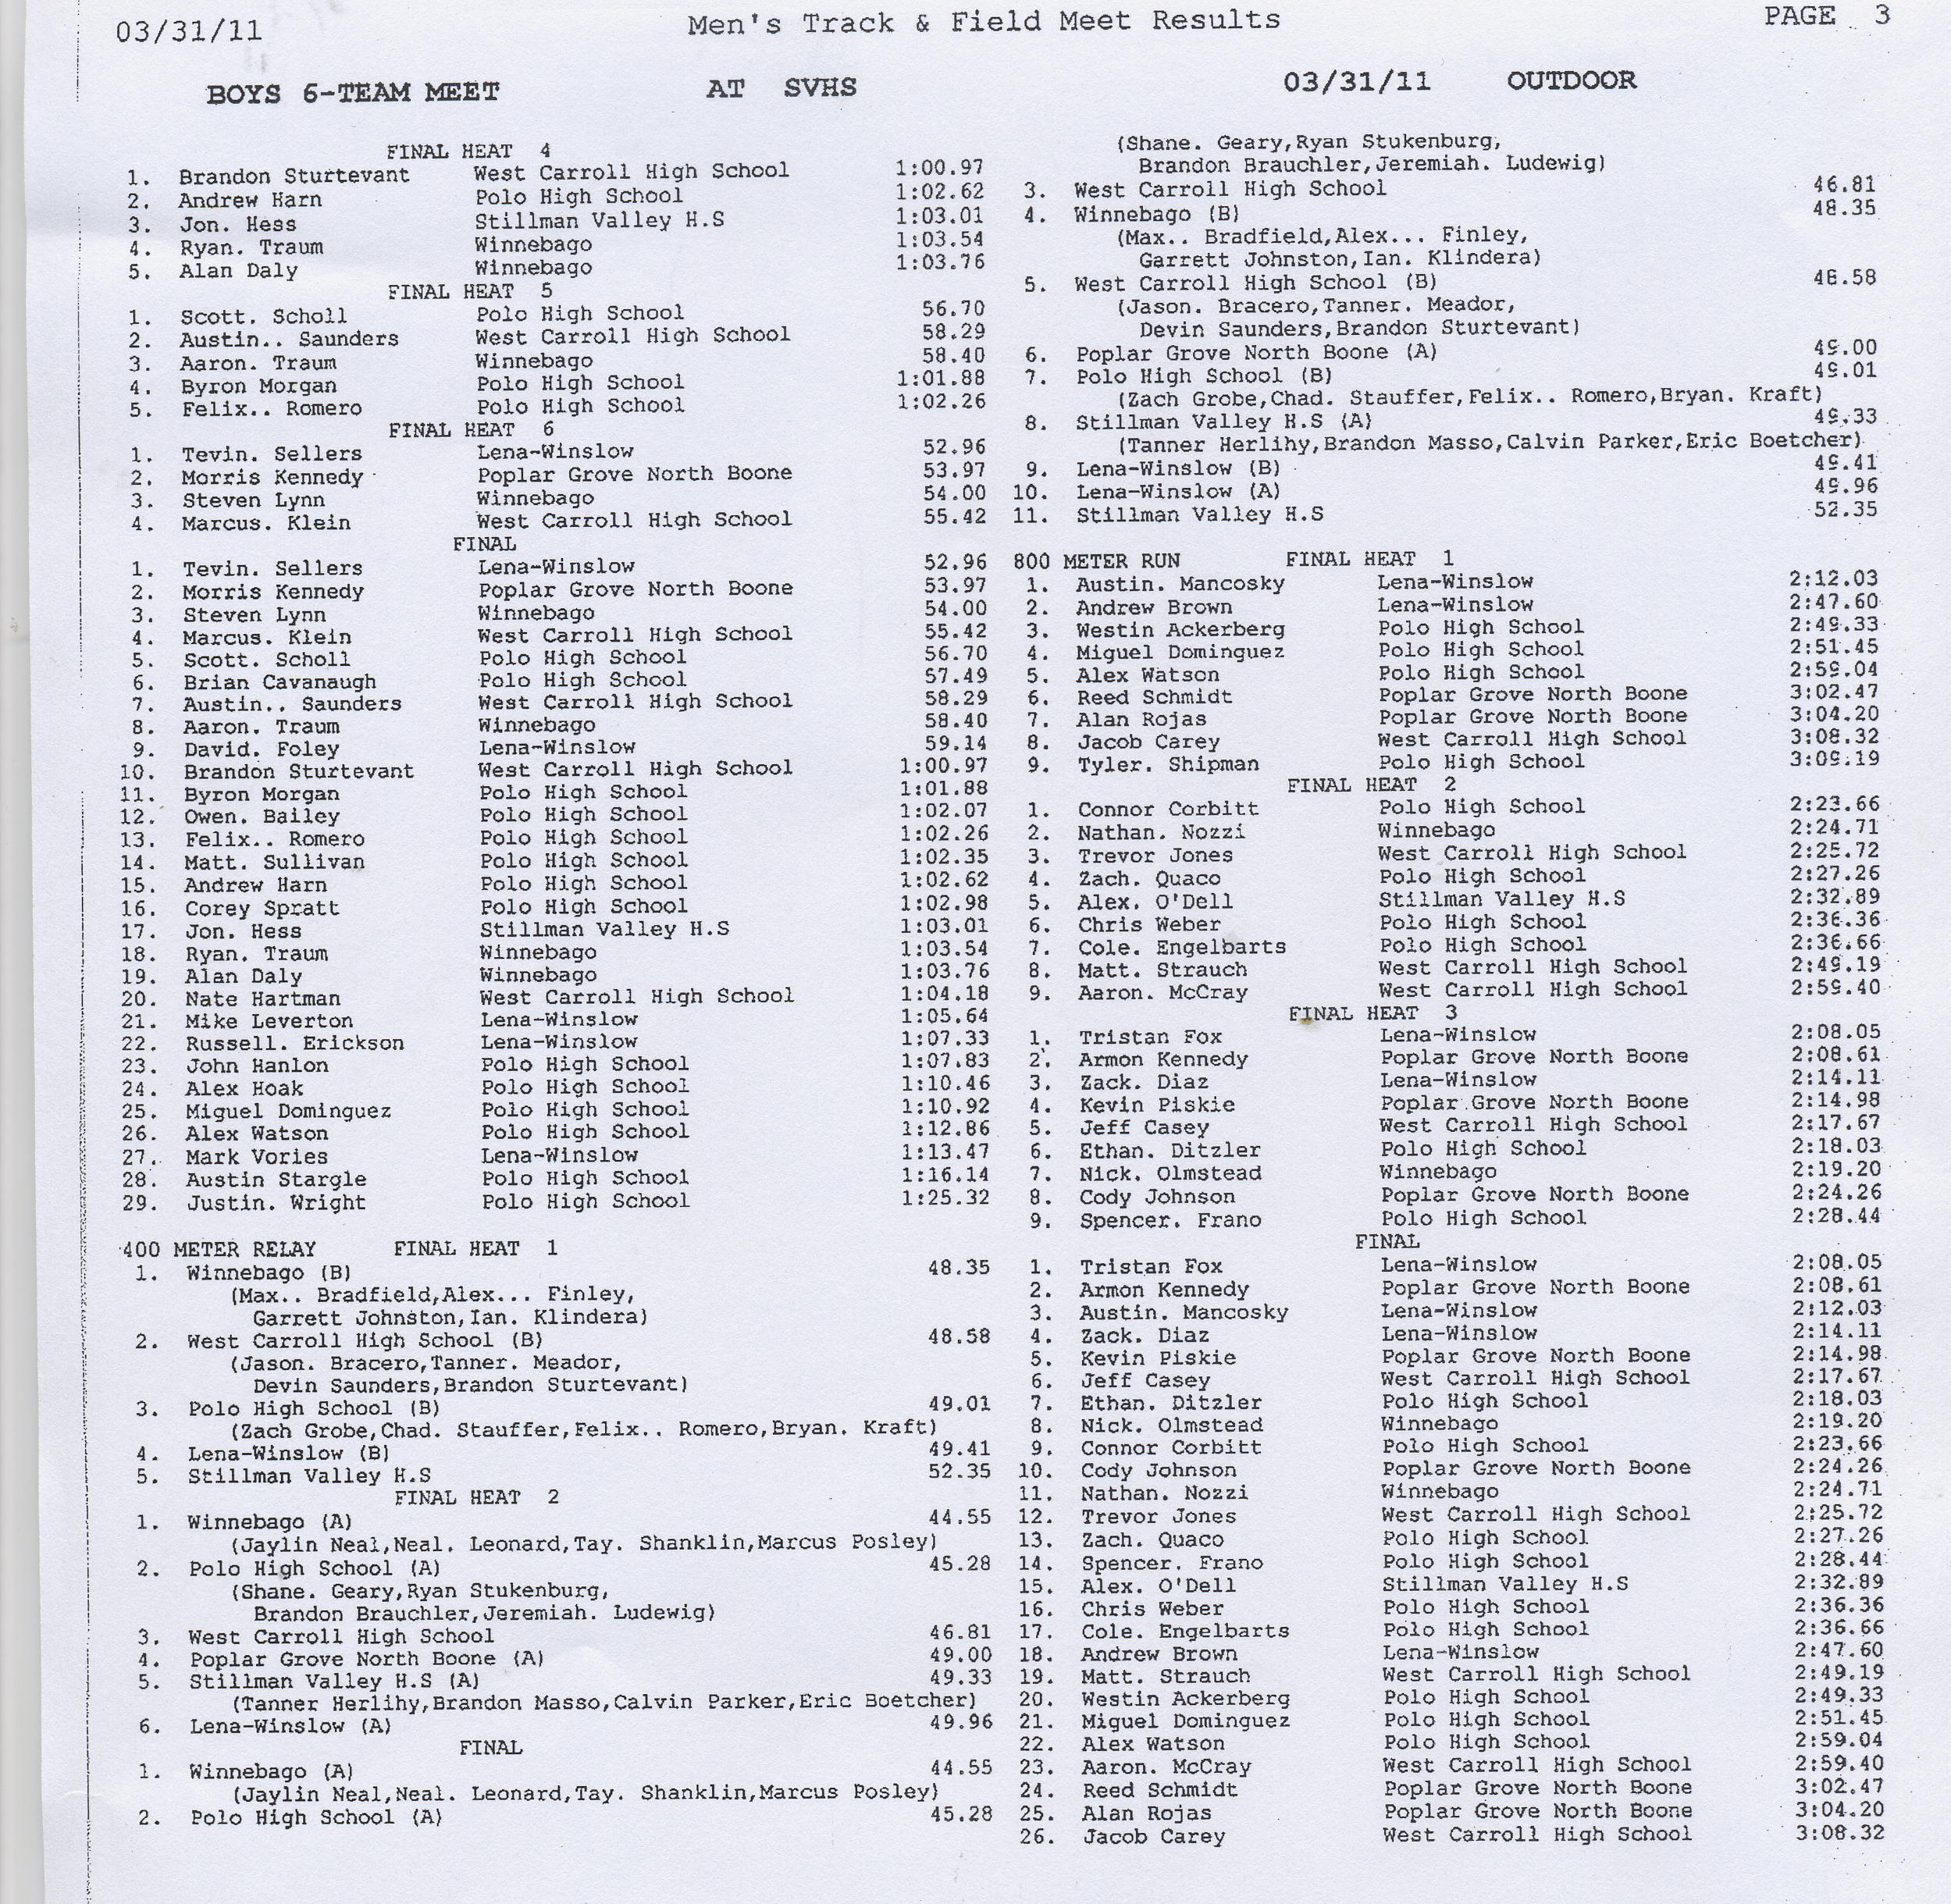 03/31/11 Men's Track & Field Meet Results PAGE 3
BOYS 6-TEAM MEET AT SVHS 03/31/11 OUTDOOR
FINAL HEAT 4
1. Brandon Sturtevant West Carroll High School 1:00.97
2. Andrew Harn Polo High School 1:02.62
3. Jon. Hess Stillman Valley H.S 1:03.01
4. Ryan. Traum Winnebago 1:03.54
5. Alan Daly Winnebago 1:03.76
FINAL HEAT 5
1. Scott. Scholl Polo High School 56.70
2. Austin.. Saunders West Carroll High School 58.29
3. Aaron. Traum Winnebago 58.40
4. Byron Morgan Polo High School 1:01.88
5. Felix.. Romero Polo High School 1:02.26
FINAL HEAT 6
1. Tevin. Sellers Lena-Winslow 52.96
2. Morris Kennedy Poplar Grove North Boone 53.97
3. Steven Lynn Winnebago 54.00
4. Marcus. Klein West Carroll High School 55.42
FINAL
1. Tevin. Sellers Lena-Winslow 52.96
2. Morris Kennedy Poplar Grove North Boone 53.97
3. Steven Lynn Winnebago 54.00
4. Marcus. Klein West Carroll High School 55.42
5. Scott. Scholl Polo High School 56.70
6. Brian Cavanaugh Polo High School 57.49
7. Austin.. Saunders West Carroll High School 58.29
8. Aaron. Traum Winnebago 58.40
9. David. Foley Lena-Winslow 59.14
10. Brandon Sturtevant West Carroll High School 1:00.97
11. Byron Morgan Polo High School 1:01.88
12. Owen. Bailey Polo High School 1:02.07
13. Felix.. Romero Polo High School 1:02.26
14. Matt. Sullivan Polo High School 1:02.35
15. Andrew Harn Polo High School 1:02.62
16. Corey Spratt Polo High School 1:02.98
17. Jon. Hess Stillman Valley H.S 1:03.01
18. Ryan. Traum Winnebago 1:03.54
19. Alan Daly Winnebago 1:03.76
20. Nate Hartman West Carroll High School 1:04.18
21. Mike Leverton Lena-Winslow 1:05.64
22. Russell. Erickson Lena-Winslow 1:07.33
23. John Hanlon Polo High School 1:07.83
24. Alex Hoak Polo High School 1:10.46
25. Miguel Dominguez Polo High School 1:10.92
26. Alex Watson Polo High School 1:12.86
27. Mark Vories Lena-Winslow 1:13.47
28. Austin Stargle Polo High School 1:16.14
29. Justin. Wright Polo High School 1:25.32
400 METER RELAY FINAL HEAT 1
1. Winnebago (B) 48.35
(Max.. Bradfield,Alex... Finley,
Garrett Johnston,Ian. Klindera)
2. West Carroll High School (B) 48.58
(Jason. Bracero,Tanner. Meador,
Devin Saunders,Brandon Sturtevant)
3. Polo High School (B) 49.01
(Zach Grobe,Chad. Stauffer,Felix.. Romero,Bryan. Kraft)
4. Lena-Winslow (B) 49.41
5. Stillman Valley H.S 52.35
FINAL HEAT 2
1. Winnebago (A) 44.55
(Jaylin Neal,Neal. Leonard,Tay. Shanklin,Marcus Posley)
2. Polo High School (A) 45.28
(Shane. Geary,Ryan Stukenburg,
Brandon Brauchler,Jeremiah. Ludewig)
3. West Carroll High School 46.81
4. Poplar Grove North Boone (A) 49.00
5. Stillman Valley H.S (A) 49.33
(Tanner Herlihy,Brandon Masso,Calvin Parker,Eric Boetcher)
6. Lena-Winslow (A) 49.96
FINAL
1. Winnebago (A) 44.55
(Jaylin Neal,Neal. Leonard,Tay. Shanklin,Marcus Posley)
2. Polo High School (A) 45.28
(Shane. Geary,Ryan Stukenburg,
Brandon Brauchler,Jeremiah. Ludewig)
3. West Carroll High School 46.81
4. Winnebago (B) 48.35
(Max.. Bradfield,Alex... Finley,
Garrett Johnston,Ian. Klindera)
5. West Carroll High School (B) 48.58
(Jason. Bracero,Tanner. Meador,
Devin Saunders,Brandon Sturtevant)
6. Poplar Grove North Boone (A) 49.00
7. Polo High School (B) 49.01
(Zach Grobe,Chad. Stauffer,Felix.. Romero,Bryan. Kraft)
8. Stillman Valley H.S (A) 49.33
(Tanner Herlihy,Brandon Masso,Calvin Parker,Eric Boetcher)
9. Lena-Winslow (B) 49.41
10. Lena-Winslow (A) 49.96
11. Stillman Valley H.S 52.35
800 METER RUN FINAL HEAT 1
1. Austin. Mancosky Lena-Winslow 2:12.03
2. Andrew Brown Lena-Winslow 2:47.60
3. Westin Ackerberg Polo High School 2:49.33
4. Miguel Dominguez Polo High School 2:51.45
5. Alex Watson Polo High School 2:59.04
6. Reed Schmidt Poplar Grove North Boone 3:02.47
7. Alan Rojas Poplar Grove North Boone 3:04.20
8. Jacob Carey West Carroll High School 3:08.32
9. Tyler. Shipman Polo High School 3:09.19
FINAL HEAT 2
1. Connor Corbitt Polo High School 2:23.66
2. Nathan. Nozzi Winnebago 2:24.71
3. Trevor Jones West Carroll High School 2:25.72
4. Zach. Quaco Polo High School 2:27.26
5. Alex. O'Dell Stillman Valley H.S 2:32.89
6. Chris Weber Polo High School 2:36.36
7. Cole. Engelbarts Polo High School 2:36.66
8. Matt. Strauch West Carroll High School 2:49.19
9. Aaron. McCray West Carroll High School 2:59.40
FINAL HEAT 3
1. Tristan Fox Lena-Winslow 2:08.05
2. Armon Kennedy Poplar Grove North Boone 2:08.61
3. Zack. Diaz Lena-Winslow 2:14.11
4. Kevin Piskie Poplar Grove North Boone 2:14.98
5. Jeff Casey West Carroll High School 2:17.67
6. Ethan. Ditzler Polo High School 2:18.03
7. Nick. Olmstead Winnebago 2:19.20
8. Cody Johnson Poplar Grove North Boone 2:24.26
9. Spencer. Frano Polo High School 2:28.44
FINAL
1. Tristan Fox Lena-Winslow 2:08.05
2. Armon Kennedy Poplar Grove North Boone 2:08.61
3. Austin. Mancosky Lena-Winslow 2:12.03
4. Zack. Diaz Lena-Winslow 2:14.11
5. Kevin Piskie Poplar Grove North Boone 2:14.98
6. Jeff Casey West Carroll High School 2:17.67
7. Ethan. Ditzler Polo High School 2:18.03
8. Nick. Olmstead Winnebago 2:19.20
9. Connor Corbitt Polo High School 2:23.66
10. Cody Johnson Poplar Grove North Boone 2:24.26
11. Nathan. Nozzi Winnebago 2:24.71
12. Trevor Jones West Carroll High School 2:25.72
13. Zach. Quaco Polo High School 2:27.26
14. Spencer. Frano Polo High School 2:28.44
15. Alex. O'Dell Stillman Valley H.S 2:32.89
16. Chris Weber Polo High School 2:36.36
17. Cole. Engelbarts Polo High School 2:36.66
18. Andrew Brown Lena-Winslow 2:47.60
19. Matt. Strauch West Carroll High School 2:49.19
20. Westin Ackerberg Polo High School 2:49.33
21. Miguel Dominguez Polo High School 2:51.45
22. Alex Watson Polo High School 2:59.04
23. Aaron. McCray West Carroll High School 2:59.40
24. Reed Schmidt Poplar Grove North Boone 3:02.47
25. Alan Rojas Poplar Grove North Boone 3:04.20
26. Jacob Carey West Carroll High School 3:08.32